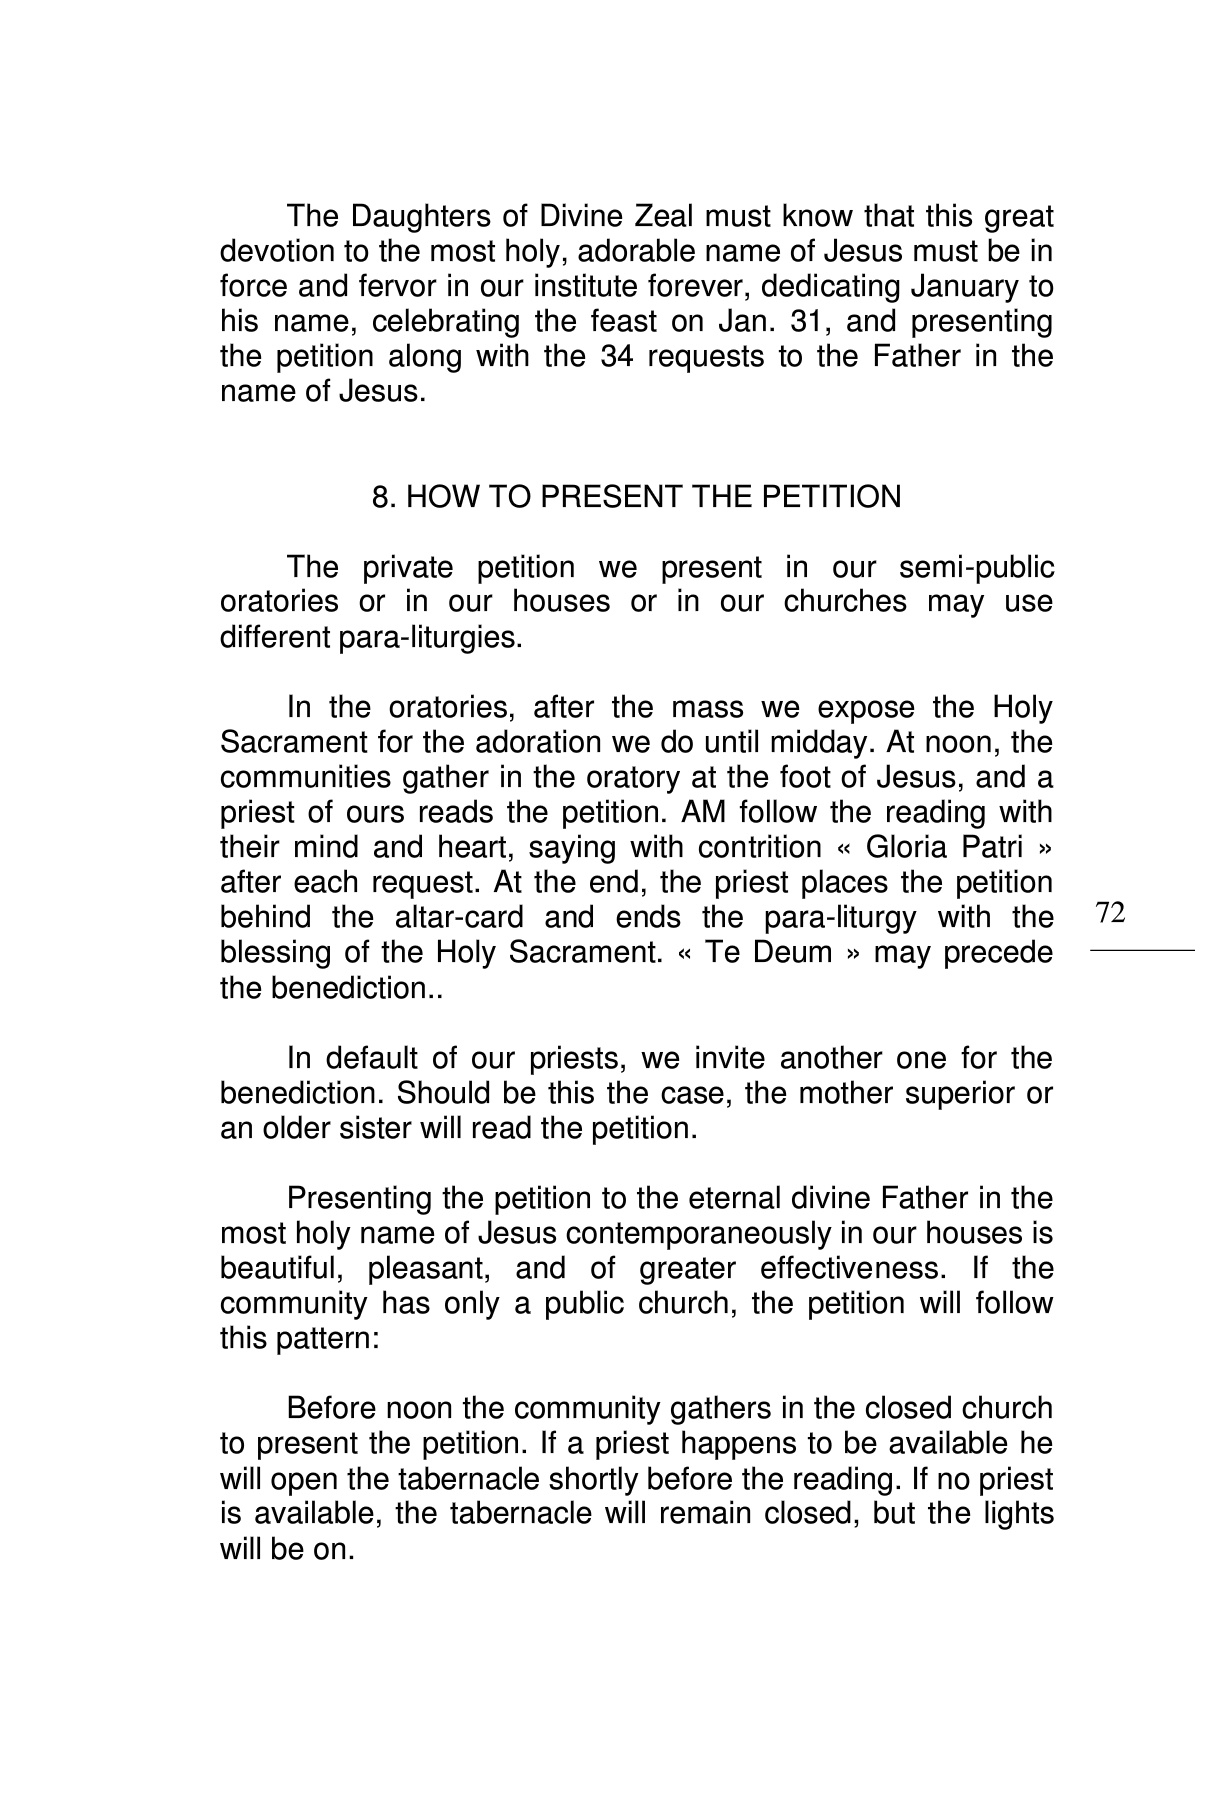 The Daughters of Divine Zeal must know that this great
devotion to the most holy, adorable name of Jesus must be in
force and fervor in our institute forever, dedicating January to
his name, celebrating the feast on Jan. 31, and presenting
the petition along with the 34 requests to the Father in the
name of Jesus.
8. HOW TO PRESENT THE PETITION
The private petition we present in our semi-public
oratories or in our houses or in our churches may use
different para-liturgies.
In the oratories, after the mass we expose the Holy
Sacrament for the adoration we do until midday. At noon, the
communities gather in the oratory at the foot of Jesus, and a
priest of ours reads the petition. AM follow the reading with
their mind and heart, saying with contrition « Gloria Patri »
after each request. At the end, the priest places the petition
behind the altar-card and ends the para-liturgy with the
blessing of the Holy Sacrament. « Te Deum » may precede
the benediction..
72
In default of our priests, we invite another one for the
benediction. Should be this the case, the mother superior or
an older sister will read the petition.
Presenting the petition to the eternal divine Father in the
most holy name of Jesus contemporaneously in our houses is
beautiful, pleasant, and of greater effectiveness. If the
community has only a public church, the petition will follow
this pattern:
Before noon the community gathers in the closed church
to present the petition. If a priest happens to be available he
will open the tabernacle shortly before the reading. If no priest
is available, the tabernacle will remain closed, but the lights
will be on.